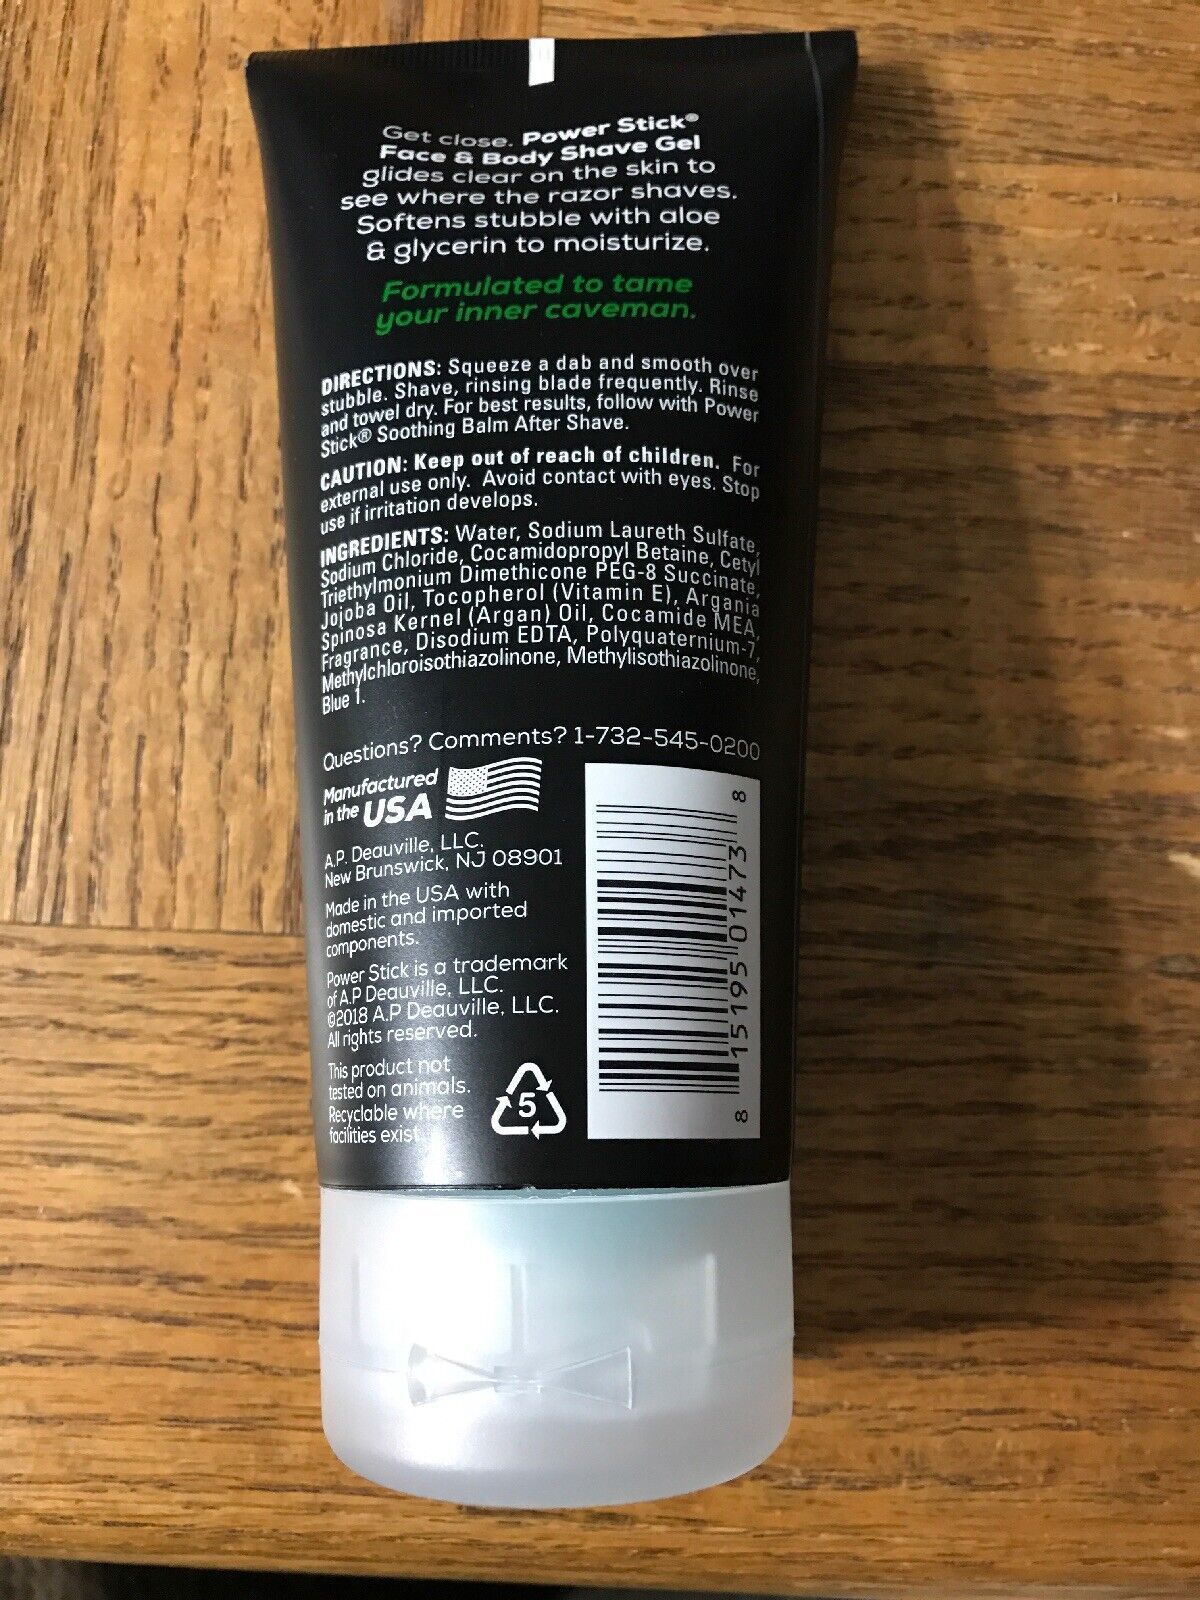 Get close. Power Stick®
Face & Body Shave Gel
glides clear on the skin to
see where the razor shaves.
Softens stubble with aloe
& glycerin to moisturize.
Formulated to tame
your inner caveman.
DIRECTIONS: Squeeze a dab and smooth over
stubble. Shave, rinsing blade frequently. Rinse
and towel dry. For best results, follow with Power
Stick® Soothing Balm After Shave.
CAUTION: Keep out of reach of children. For
external use only. Avoid contact with eyes. Stop
use if irritation develops.
INGREDIENTS: Water, Sodium Laureth Sulfate,
Sodium Chloride, Cocamidopropyl Betaine, Cetyl
Triethylmonium Dimethicone PEG-8 Succinate,
Jojoba Oil, Tocopherol (Vitamin E), Argania
Spinosa Kernel (Argan) Oil, Cocamide MEA,
Fragrance, Disodium EDTA, Polyquaternium-7,
Methylchloroisothiazolinone, Methylisothiazolinone,
Blue 1.
Questions? Comments? 1-732-545-0200
Manufactured
in the USA
A.P. Deauville, LLC.
New Brunswick, NJ 08901
Made in the USA with
domestic and imported
components.
Power Stick is a trademark
of A.P Deauville, LLC.
©2018 A.P Deauville, LLC.
All rights reserved.
This product not
tested on animals.
Recyclable where
facilities exist.
5
8 15195 01473 8